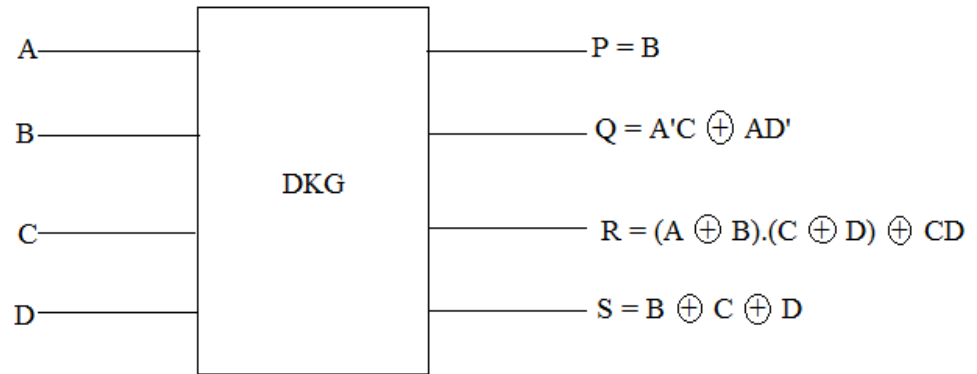 A
P = B
B
Q = A'C ⊕ AD'
DKG
C
R = (A ⊕ B).(C ⊕ D) ⊕ CD
D
S = B ⊕ C ⊕ D